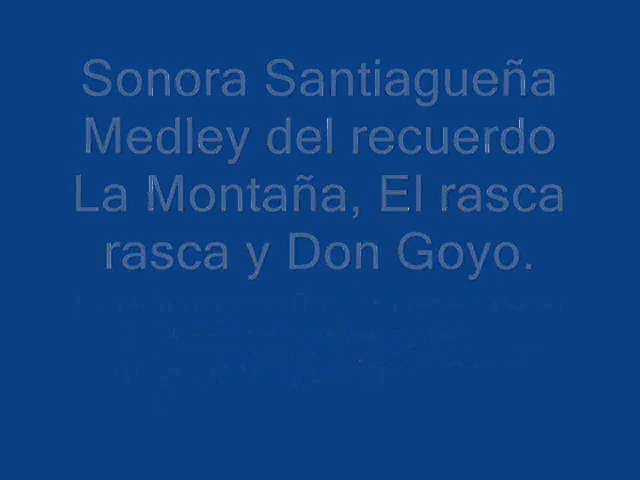 Sonora Santiagueña
Medley del recuerdo
La Montaña, El rasca
rasca y Don Goyo.